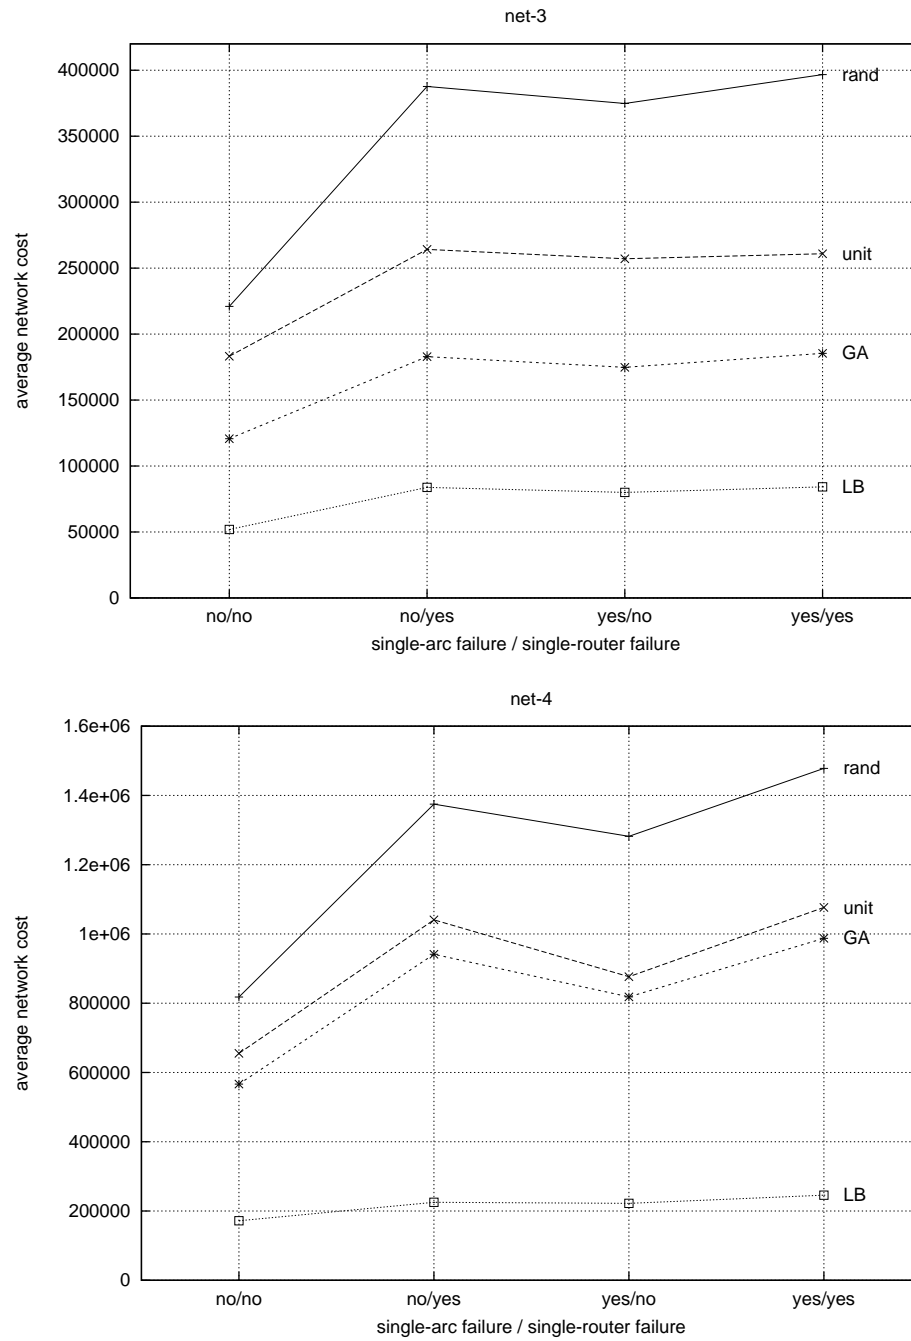 net-3
400000
350000
300000
250000
200000
150000
100000
50000
0
average network cost
rand
unit
GA
LB
no/no no/yes yes/no yes/yes
single-arc failure / single-router failure
net-4
1.6e+06
1.4e+06
1.2e+06
1e+06
800000
600000
400000
200000
0
average network cost
rand
unit
GA
LB
no/no no/yes yes/no yes/yes
single-arc failure / single-router failure